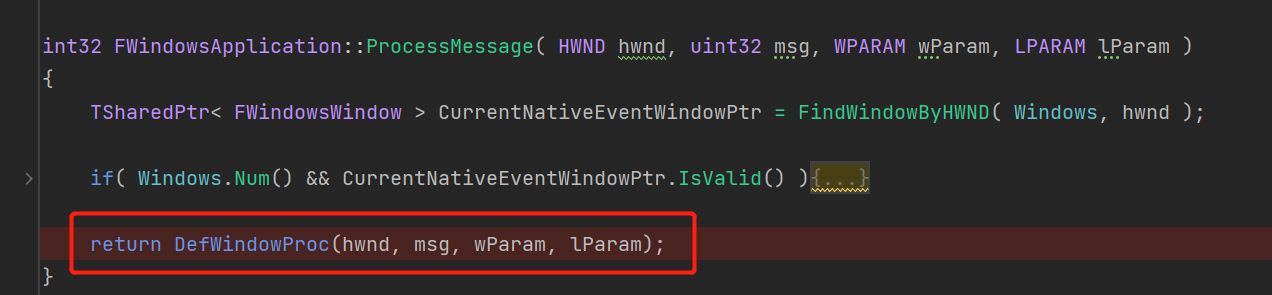 int32 FWindowsApplication::ProcessMessage( HWND hwnd, uint32 msg, WPARAM wParam, LPARAM lParam )
{
    TSharedPtr< FWindowsWindow > CurrentNativeEventWindowPtr = FindWindowByHWND( Windows, hwnd );
    if( Windows.Num() && CurrentNativeEventWindowPtr.IsValid() ){...}
    return DefWindowProc(hwnd, msg, wParam, lParam);
}